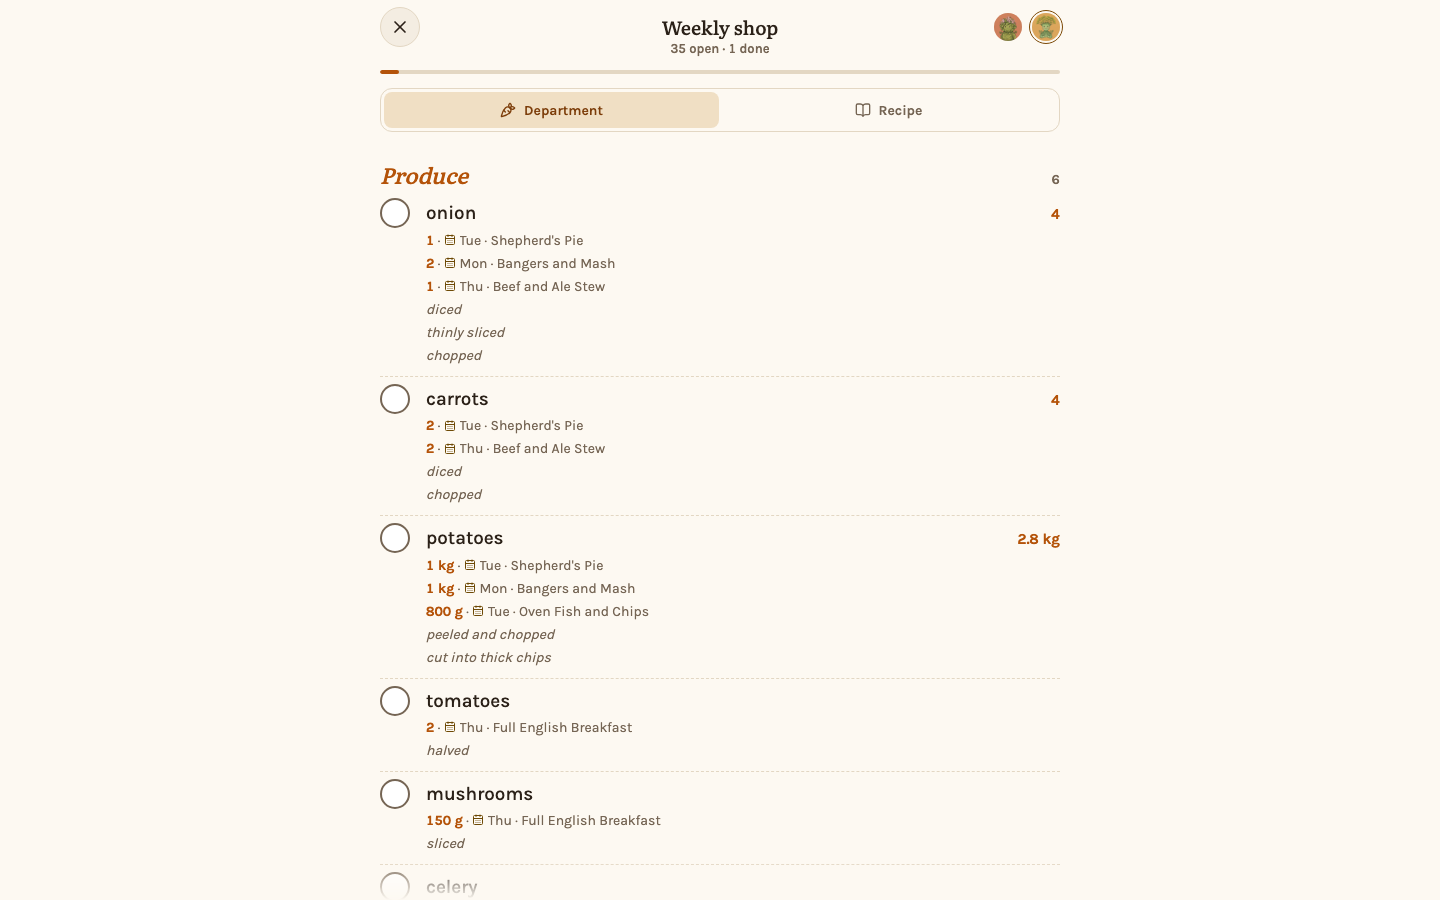 Weekly shop
35 open · 1 done
Department
Recipe
Produce
6
onion
4
1 · Tue · Shepherd's Pie
2 · Mon · Bangers and Mash
1 · Thu · Beef and Ale Stew
diced
thinly sliced
chopped
carrots
4
2 · Tue · Shepherd's Pie
2 · Thu · Beef and Ale Stew
diced
chopped
potatoes
2.8 kg
1 kg · Tue · Shepherd's Pie
1 kg · Mon · Bangers and Mash
800 g · Tue · Oven Fish and Chips
peeled and chopped
cut into thick chips
tomatoes
2 · Thu · Full English Breakfast
halved
mushrooms
150 g · Thu · Full English Breakfast
sliced
celery